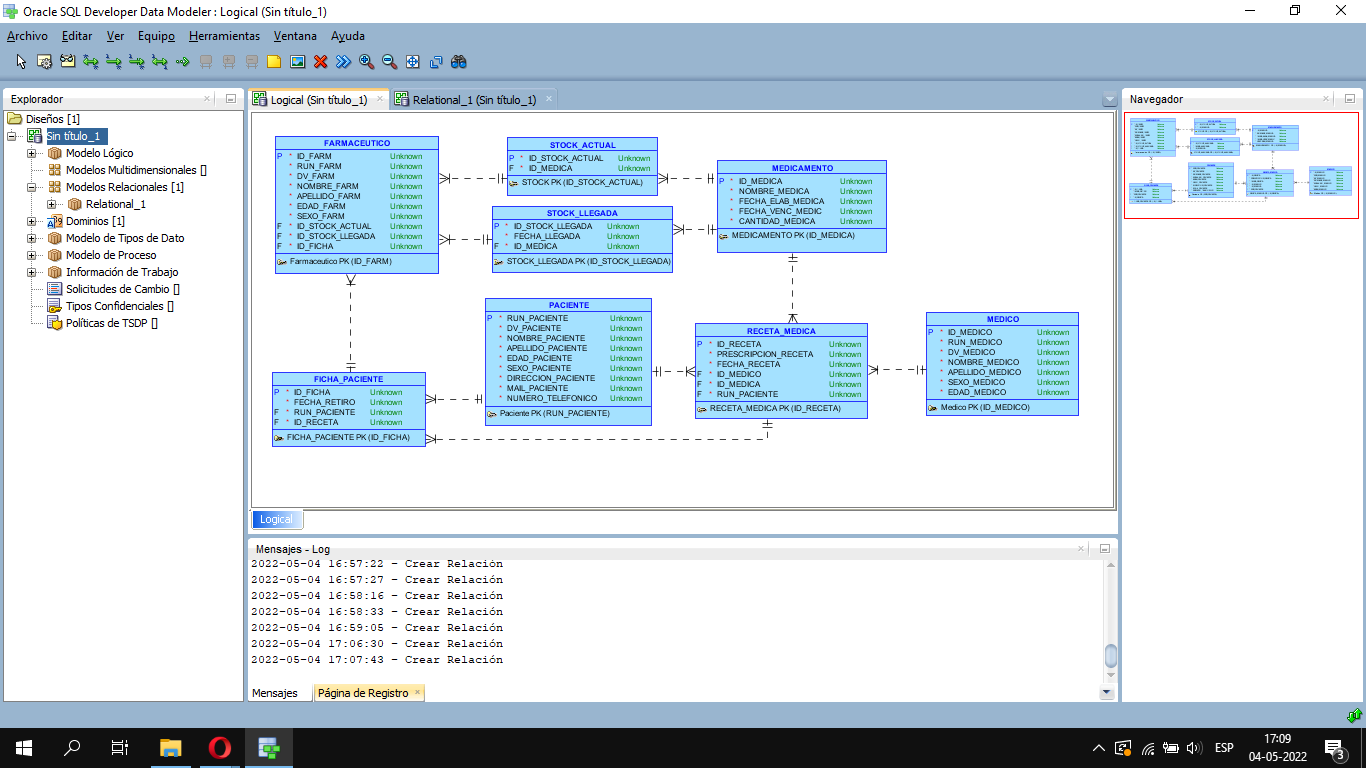 Oracle SQL Developer Data Modeler : Logical (Sin título_1)
Archivo Editar Ver Equipo Herramientas Ventana Ayuda
Explorador
Diseños [1]
Sin título_1
Modelo Lógico
Modelos Multidimensionales []
Modelos Relacionales [1]
Relational_1
Dominios [1]
Modelo de Tipos de Dato
Modelo de Proceso
Información de Trabajo
Solicitudes de Cambio []
Tipos Confidenciales []
Políticas de TSDP []
Logical (Sin título_1) Relational_1 (Sin título_1)
FARMACEUTICO
P * ID_FARM Unknown
* RUN_FARM Unknown
* DV_FARM Unknown
* NOMBRE_FARM Unknown
* APELLIDO_FARM Unknown
* EDAD_FARM Unknown
* SEXO_FARM Unknown
F * ID_STOCK_ACTUAL Unknown
F * ID_STOCK_LLEGADA Unknown
F * ID_FICHA Unknown
Farmaceutico PK (ID_FARM)
STOCK_ACTUAL
P * ID_STOCK_ACTUAL Unknown
F * ID_MEDICA Unknown
STOCK PK (ID_STOCK_ACTUAL)
STOCK_LLEGADA
P * ID_STOCK_LLEGADA Unknown
* FECHA_LLEGADA Unknown
F * ID_MEDICA Unknown
STOCK_LLEGADA PK (ID_STOCK_LLEGADA)
MEDICAMENTO
P * ID_MEDICA Unknown
* NOMBRE_MEDICA Unknown
* FECHA_ELAB_MEDICA Unknown
* FECHA_VENC_MEDIC Unknown
* CANTIDAD_MEDICA Unknown
MEDICAMENTO PK (ID_MEDICA)
PACIENTE
P * RUN_PACIENTE Unknown
* DV_PACIENTE Unknown
* NOMBRE_PACIENTE Unknown
* APELLIDO_PACIENTE Unknown
* EDAD_PACIENTE Unknown
* SEXO_PACIENTE Unknown
* DIRECCION_PACIENTE Unknown
* MAIL_PACIENTE Unknown
* NUMERO_TELEFONICO Unknown
Paciente PK (RUN_PACIENTE)
RECETA_MEDICA
P * ID_RECETA Unknown
* PRESCRIPCION_RECETA Unknown
* FECHA_RECETA Unknown
F * ID_MEDICO Unknown
F * ID_MEDICA Unknown
F * RUN_PACIENTE Unknown
RECETA_MEDICA PK (ID_RECETA)
MEDICO
P * ID_MEDICO Unknown
* RUN_MEDICO Unknown
* DV_MEDICO Unknown
* NOMBRE_MEDICO Unknown
* APELLIDO_MEDICO Unknown
* SEXO_MEDICO Unknown
* EDAD_MEDICO Unknown
Medico PK (ID_MEDICO)
FICHA_PACIENTE
P * ID_FICHA Unknown
* FECHA_RETIRO Unknown
F * RUN_PACIENTE Unknown
F * ID_RECETA Unknown
FICHA_PACIENTE PK (ID_FICHA)
Logical
Mensajes - Log
2022-05-04 16:57:22 - Crear Relación
2022-05-04 16:57:27 - Crear Relación
2022-05-04 16:58:16 - Crear Relación
2022-05-04 16:58:33 - Crear Relación
2022-05-04 16:59:05 - Crear Relación
2022-05-04 17:06:30 - Crear Relación
2022-05-04 17:07:43 - Crear Relación
Mensajes Página de Registro
Navegador
ESP
17:09
04-05-2022
3